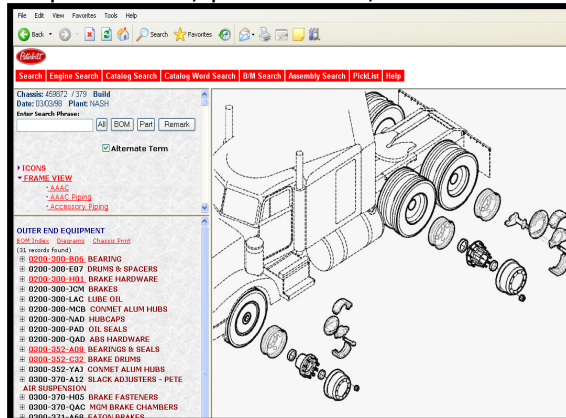 File Edit View Favorites Tools Help
Back Search Favorites
Peterbilt
Search Engine Search Catalog Search Catalog Word Search B/M Search Assembly Search PickList Help
Chassis: 459872 / 379 Build
Date: 03/03/98 Plant: NASH
Enter Search Phrase:
All BOM Part Remark
Alternate Term
ICONS
FRAME VIEW
AAAC
AAAC Piping
Accessory Piping
OUTER END EQUIPMENT
BOM Index Diagrams Chassis Print
(31 records found)
0200-300-B06 BEARING
0200-300-E07 DRUMS & SPACERS
0200-300-H01 BRAKE HARDWARE
0200-300-JCM BRAKES
0200-300-LAC LUBE OIL
0200-300-MCB CONMET ALUM HUBS
0200-300-NAD HUBCAPS
0200-300-PAD OIL SEALS
0200-300-QAD ABS HARDWARE
0300-352-A08 BEARINGS & SEALS
0300-352-C32 BRAKE DRUMS
0300-352-YAJ CONMET ALUM HUBS
0300-370-A12 SLACK ADJUSTERS - PETE
AIR SUSPENSION
0300-370-H05 BRAKE FASTENERS
0300-370-QAC MGM BRAKE CHAMBERS
0300-371-A69 EATON BRAKES